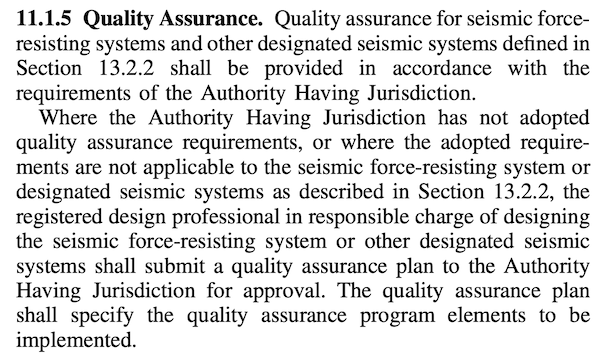 11.1.5 Quality Assurance. Quality assurance for seismic force-
resisting systems and other designated seismic systems defined in
Section 13.2.2 shall be provided in accordance with the
requirements of the Authority Having Jurisdiction.
Where the Authority Having Jurisdiction has not adopted
quality assurance requirements, or where the adopted require-
ments are not applicable to the seismic force-resisting system or
designated seismic systems as described in Section 13.2.2, the
registered design professional in responsible charge of designing
the seismic force-resisting system or other designated seismic
systems shall submit a quality assurance plan to the Authority
Having Jurisdiction for approval. The quality assurance plan
shall specify the quality assurance program elements to be
implemented.